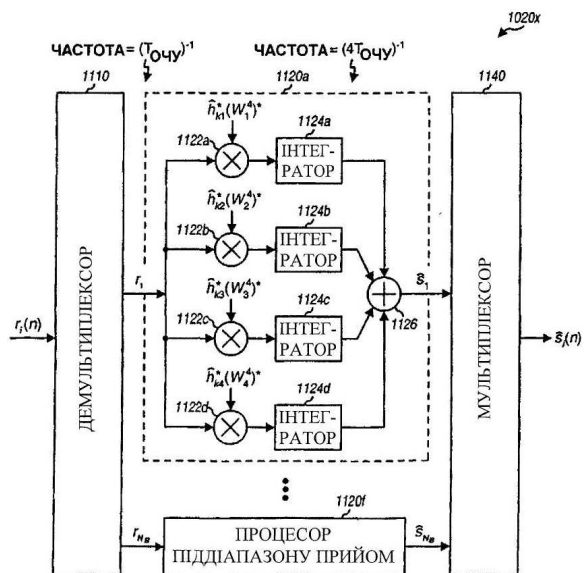 1020x
ЧАСТОТА= (TОЧУ)-1
ЧАСТОТА= (4TОЧУ)-1
1110
1120a
1140
ĥ*k1(W41)*
1122a
1124a
ІНТЕГ-
РАТОР
ĥ*k2(W42)*
1122b
1124b
ІНТЕГ-
РАТОР
ĥ*k3(W43)*
1122c
1124c
ІНТЕГ-
РАТОР
ĥ*k4(W44)*
1122d
1124d
ІНТЕГ-
РАТОР
ri(n)
ДЕМУЛЬТИПЛЕКСОР
r1
1126
ŝ1
МУЛЬТИПЛЕКСОР
ŝi(n)
1120f
rNB
ПРОЦЕСОР
ПІДДІАПАЗОНУ ПРИЙОМ
ŝNB